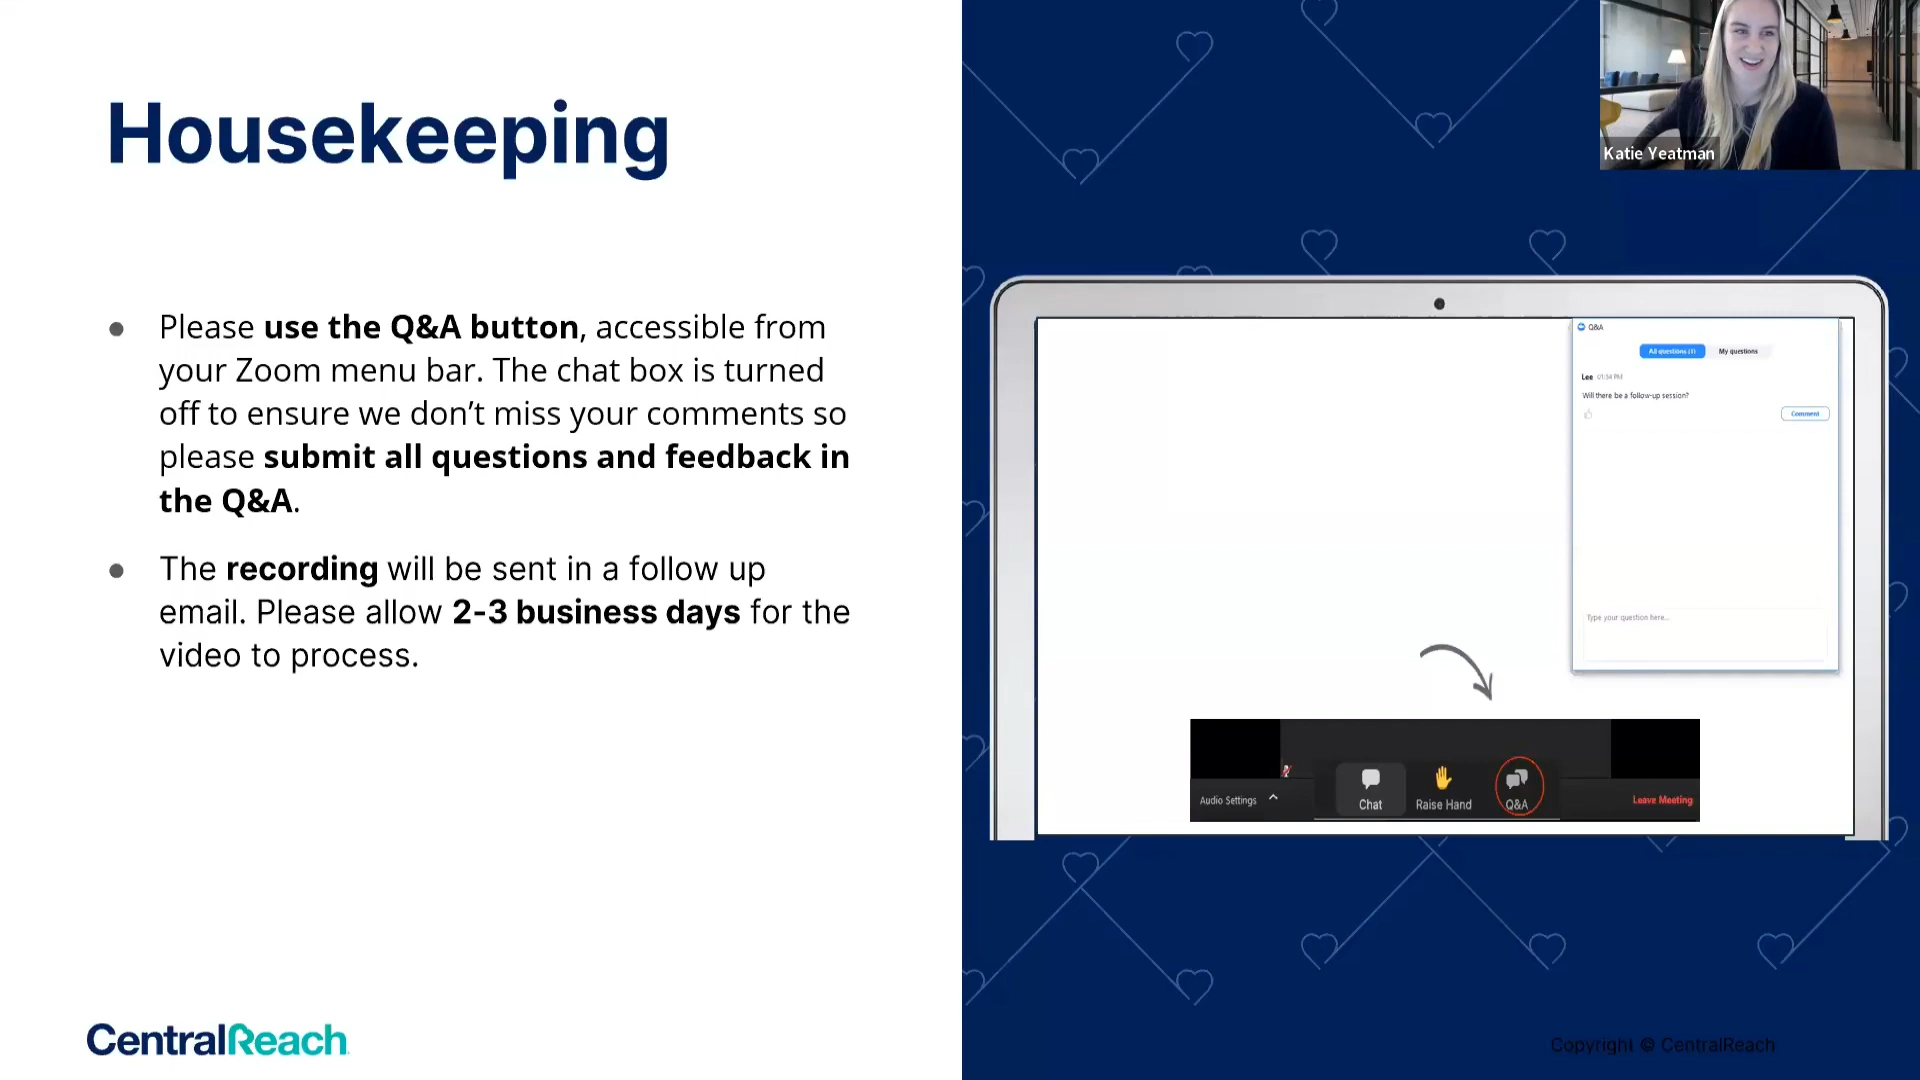 Housekeeping
Please use the Q&A button, accessible from
your Zoom menu bar. The chat box is turned
off to ensure we don’t miss your comments so
please submit all questions and feedback in
the Q&A.
The recording will be sent in a follow up
email. Please allow 2-3 business days for the
video to process.
CentralReach
Katie Yeatman
Q&A
All questions (1) My questions
Lee 01:54 PM
Will there be a follow-up session?
Comment
Type your question here...
Audio Settings
Chat
Raise Hand
Q&A
Leave Meeting
Copyright © CentralReach